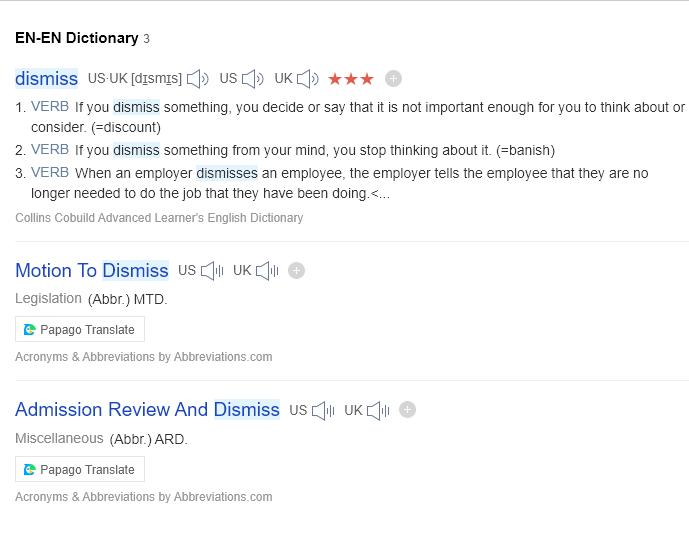 EN-EN Dictionary 3
dismiss US·UK [dɪsmɪs] US UK
1. VERB If you dismiss something, you decide or say that it is not important enough for you to think about or
consider. (=discount)
2. VERB If you dismiss something from your mind, you stop thinking about it. (=banish)
3. VERB When an employer dismisses an employee, the employer tells the employee that they are no
longer needed to do the job that they have been doing.<...
Collins Cobuild Advanced Learner's English Dictionary
Motion To Dismiss US UK
Legislation (Abbr.) MTD.
Papago Translate
Acronyms & Abbreviations by Abbreviations.com
Admission Review And Dismiss US UK
Miscellaneous (Abbr.) ARD.
Papago Translate
Acronyms & Abbreviations by Abbreviations.com